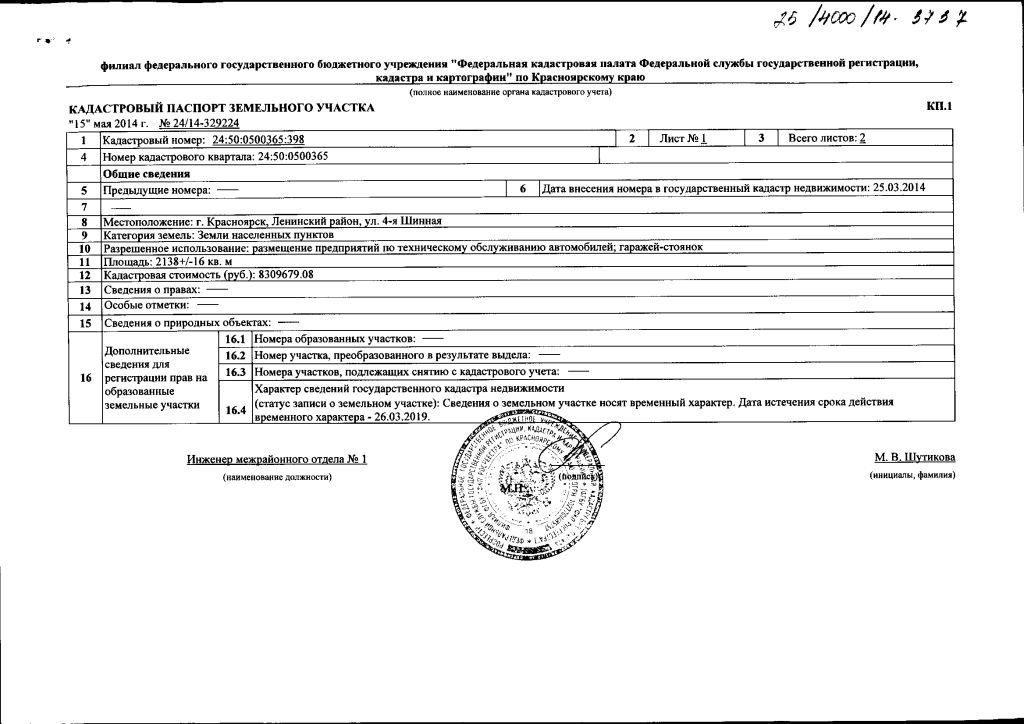 25/4000/14-3737
филиал федерального государственного бюджетного учреждения "Федеральная кадастровая палата Федеральной службы государственной регистрации,
кадастра и картографии" по Красноярскому краю
(полное наименование органа кадастрового учета)
КАДАСТРОВЫЙ ПАСПОРТ ЗЕМЕЛЬНОГО УЧАСТКА КП.1
"15" мая 2014 г. № 24/14-329224
1 Кадастровый номер: 24:50:0500365:398 2 Лист № 1 3 Всего листов: 2
4 Номер кадастрового квартала: 24:50:0500365
Общие сведения
5 Предыдущие номера: —— 6 Дата внесения номера в государственный кадастр недвижимости: 25.03.2014
7 ——
8 Местоположение: г. Красноярск, Ленинский район, ул. 4-я Шинная
9 Категория земель: Земли населенных пунктов
10 Разрешенное использование: размещение предприятий по техническому обслуживанию автомобилей; гаражей-стоянок
11 Площадь: 2138+/-16 кв. м
12 Кадастровая стоимость (руб.): 8309679.08
13 Сведения о правах: ——
14 Особые отметки: ——
15 Сведения о природных объектах: ——
16 Дополнительные
сведения для
регистрации прав на
образованные
земельные участки
16.1 Номера образованных участков: ——
16.2 Номер участка, преобразованного в результате выдела: ——
16.3 Номера участков, подлежащих снятию с кадастрового учета: ——
16.4 Характер сведений государственного кадастра недвижимости
(статус записи о земельном участке): Сведения о земельном участке носят временный характер. Дата истечения срока действия
временного характера - 26.03.2019.
Инженер межрайонного отдела № 1 М. В. Шутикова
(наименование должности) (подпись) (инициалы, фамилия)
М.П.